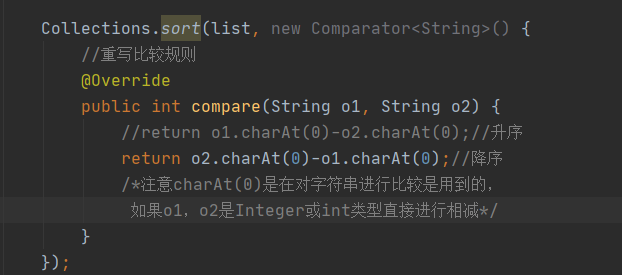 Collections.sort(list, new Comparator<String>() {
//重写比较规则
@Override
public int compare(String o1, String o2) {
//return o1.charAt(0)-o2.charAt(0);//升序
return o2.charAt(0)-o1.charAt(0);//降序
/*注意charAt(0)是在对字符串进行比较是用到的,
如果o1，o2是Integer或int类型直接进行相减*/
}
});